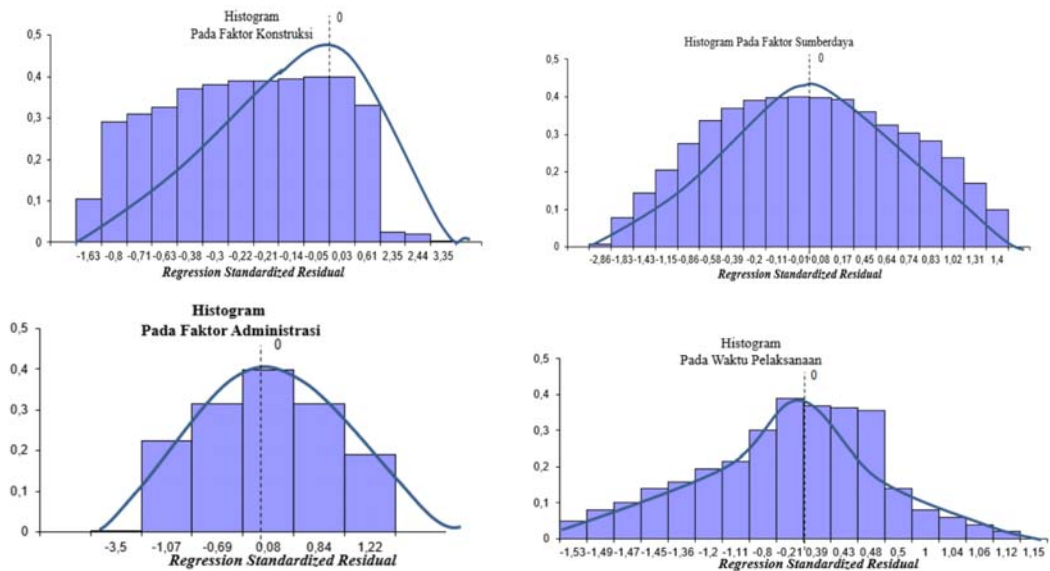 Histogram
Pada Faktor Konstruksi
0
0,5
0,4
0,3
0,2
0,1
0
-1,63 -0,8 -0,71 -0,63 -0,38 -0,3 -0,22 -0,21 -0,14 -0,05 0,03 0,61 2,35 2,44 3,35
Regression Standardized Residual
Histogram Pada Faktor Sumberdaya
0
0,5
0,4
0,3
0,2
0,1
0
-2,86 -1,83 -1,43 -1,15 -0,86 -0,58 -0,39 -0,2 -0,11 -0,01 0,08 0,17 0,45 0,64 0,74 0,83 1,02 1,31 1,4
Regression Standardized Residual
Histogram
Pada Faktor Administrasi
0
0,5
0,4
0,3
0,2
0,1
0
-3,5 -1,07 -0,69 0,08 0,84 1,22
Regression Standardized Residual
Histogram
Pada Waktu Pelaksanaan
0
0,5
0,4
0,3
0,2
0,1
0
-1,53 -1,49 -1,47 -1,45 -1,36 -1,2 -1,11 -0,8 -0,21 0,39 0,43 0,48 0,5 1 1,04 1,06 1,12 1,15
Regression Standardized Residual